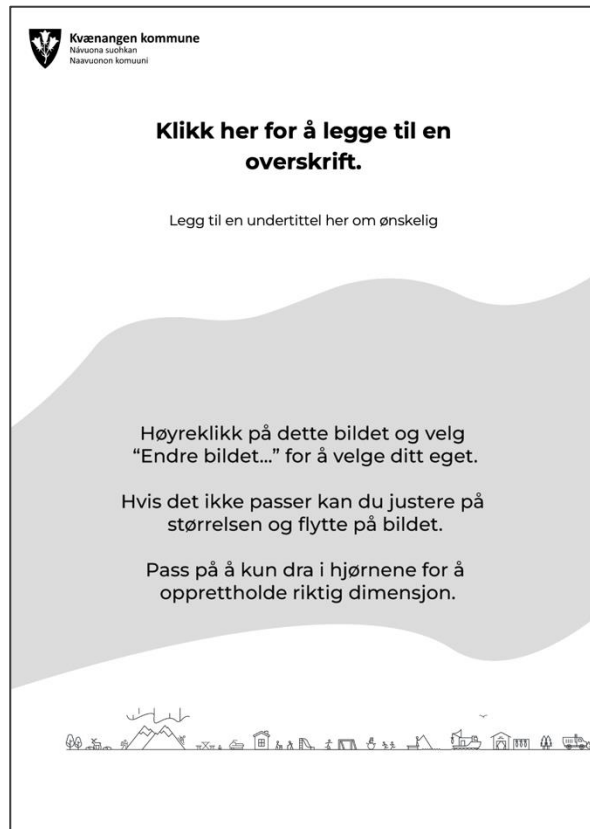 Kvænangen kommune
Návuona suohkan
Naavuonon komuuni
Klikk her for å legge til en
overskrift.
Legg til en undertittel her om ønskelig
Høyreklikk på dette bildet og velg
“Endre bildet...” for å velge ditt eget.
Hvis det ikke passer kan du justere på
størrelsen og flytte på bildet.
Pass på å kun dra i hjørnene for å
opprettholde riktig dimensjon.